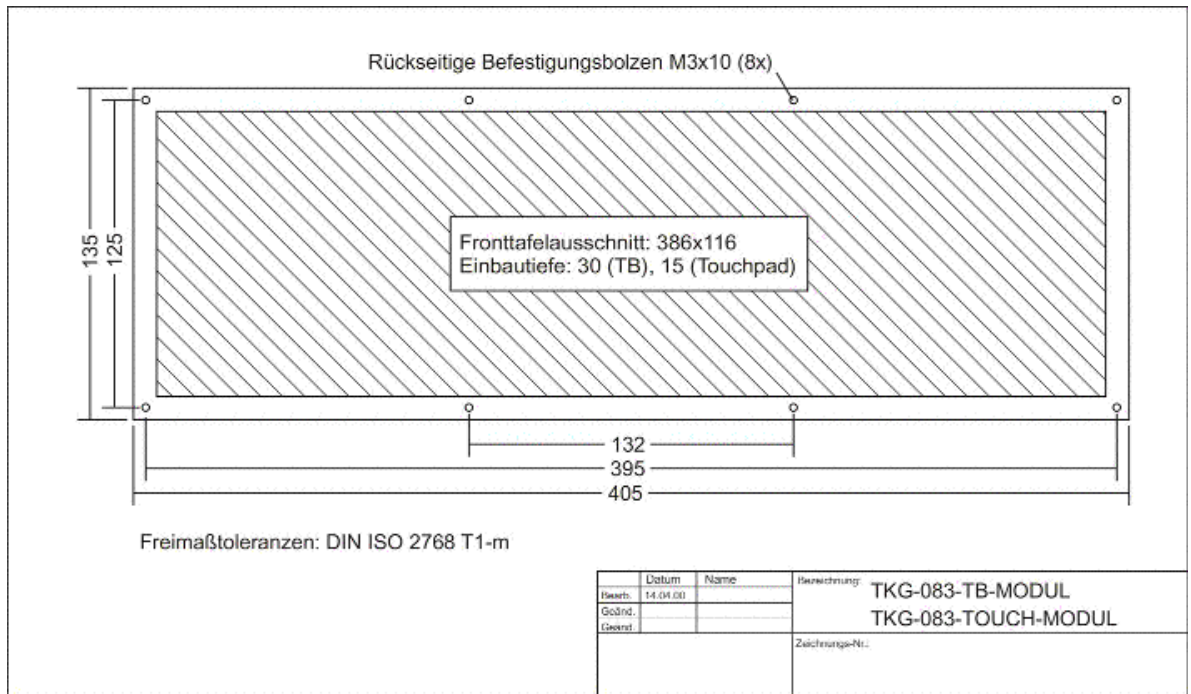 Rückseitige Befestigungsbolzen M3x10 (8x)
135
125
Fronttafelausschnitt: 386x116
Einbautiefe: 30 (TB), 15 (Touchpad)
132
395
405
Freimaßtoleranzen: DIN ISO 2768 T1-m
Datum Name
Bearb. 14.04.00
Geänd.
Geänd.
Bezeichnung: TKG-083-TB-MODUL
TKG-083-TOUCH-MODUL
Zeichnungs-Nr.: